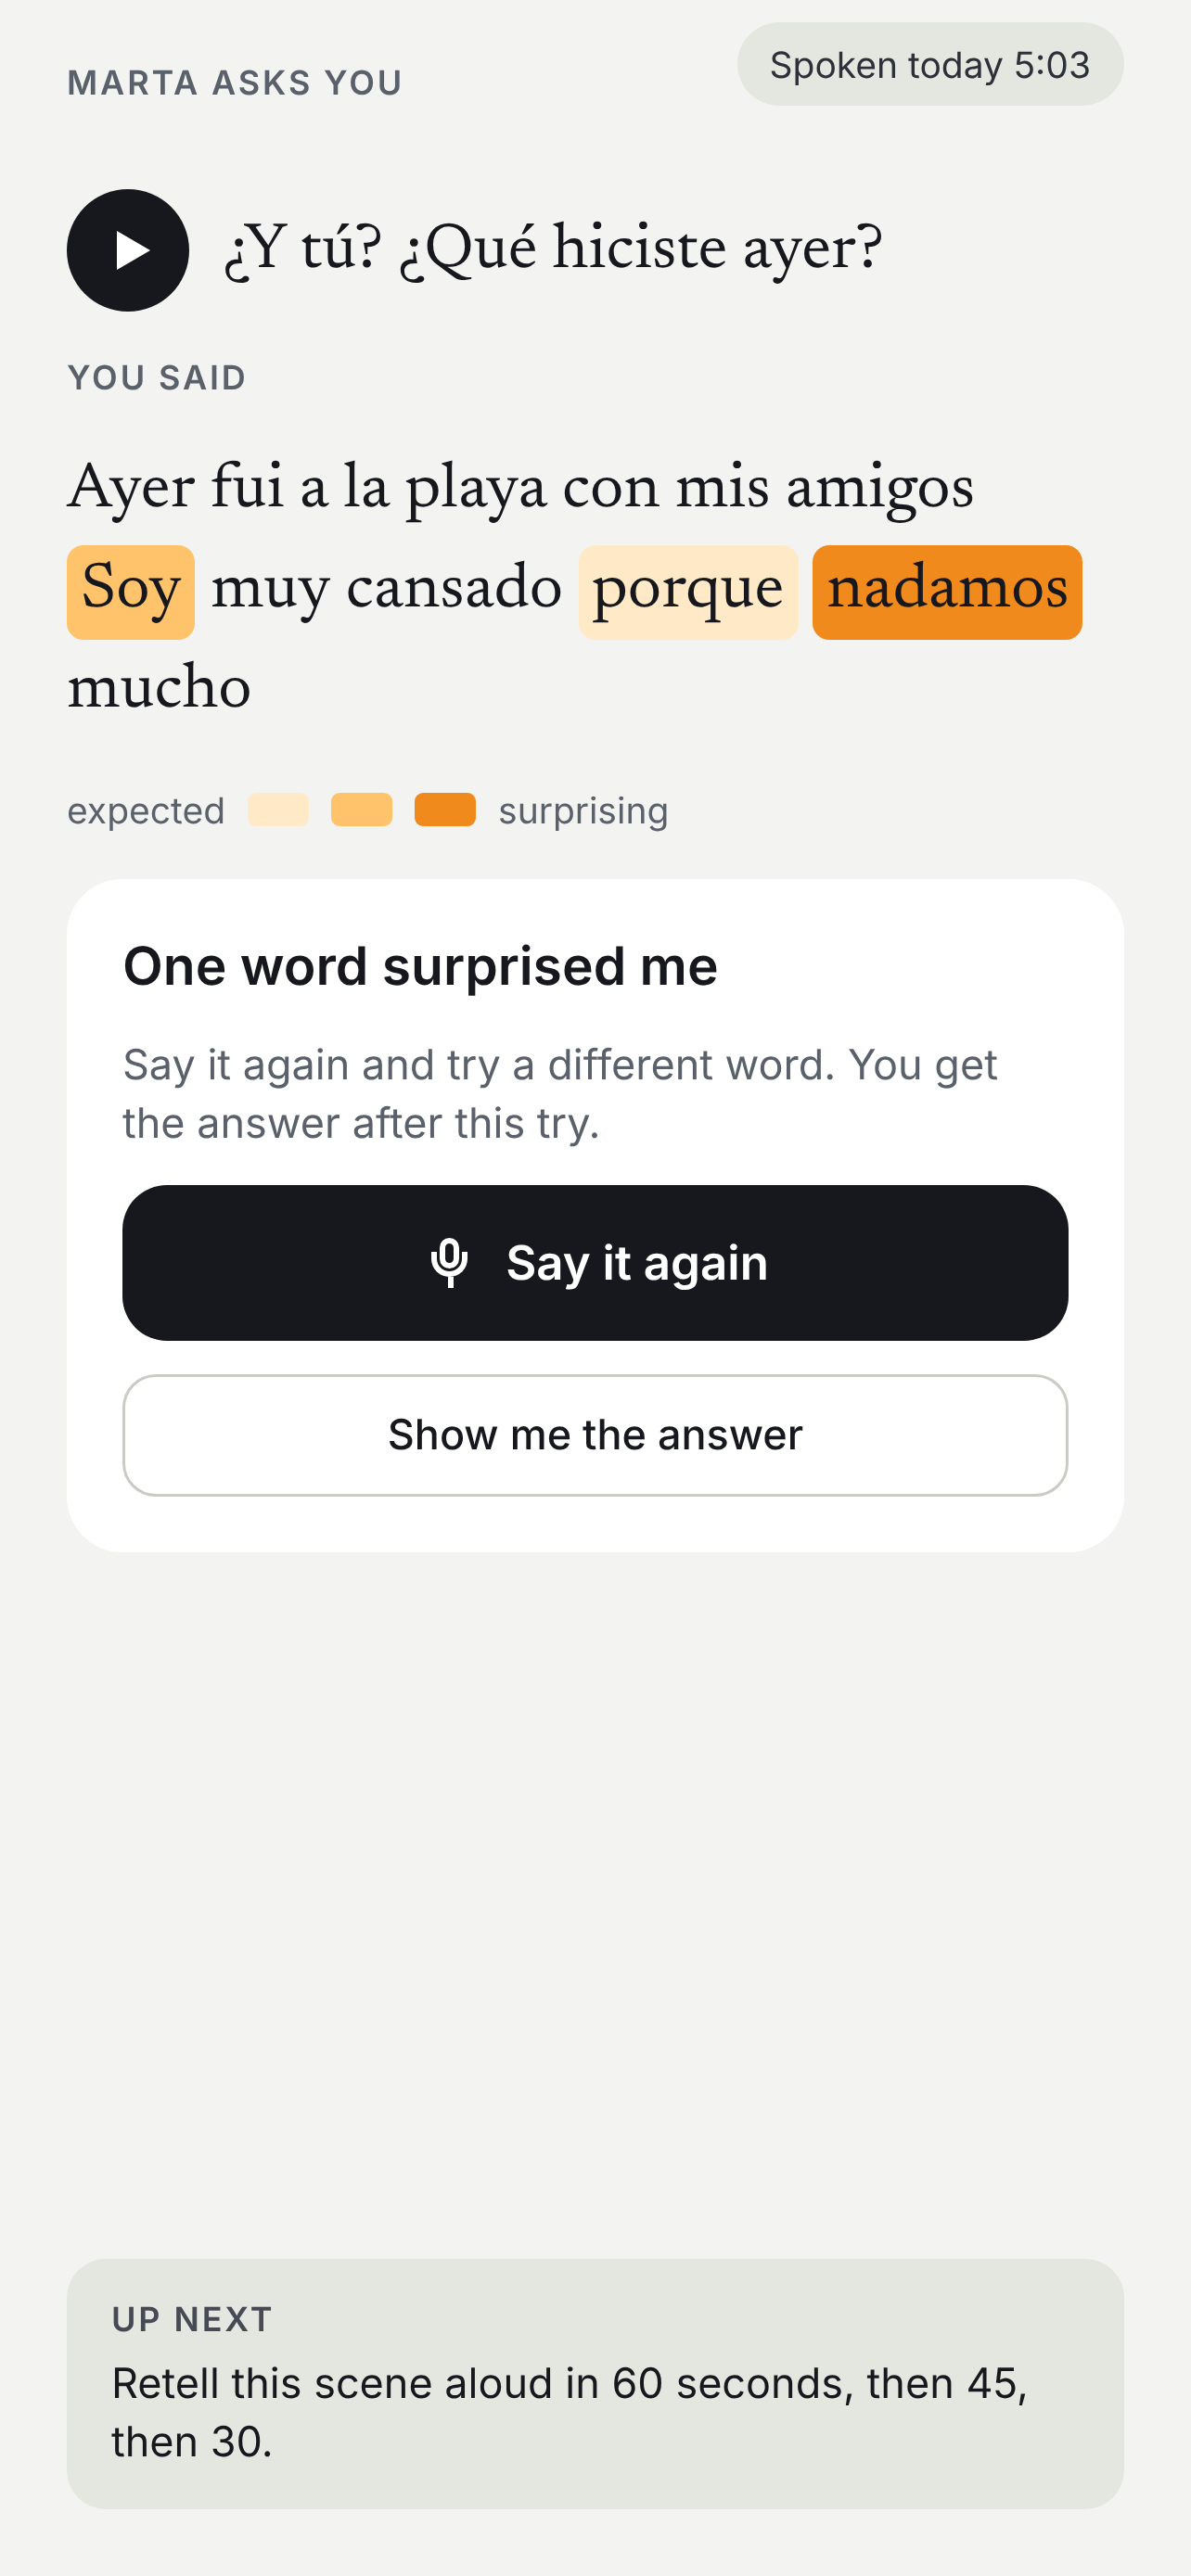 MARTA ASKS YOU
Spoken today 5:03
¿Y tú? ¿Qué hiciste ayer?
YOU SAID
Ayer fui a la playa con mis amigos
Soy muy cansado porque nadamos
mucho
expected surprising
One word surprised me
Say it again and try a different word. You get
the answer after this try.
Say it again
Show me the answer
UP NEXT
Retell this scene aloud in 60 seconds, then 45,
then 30.